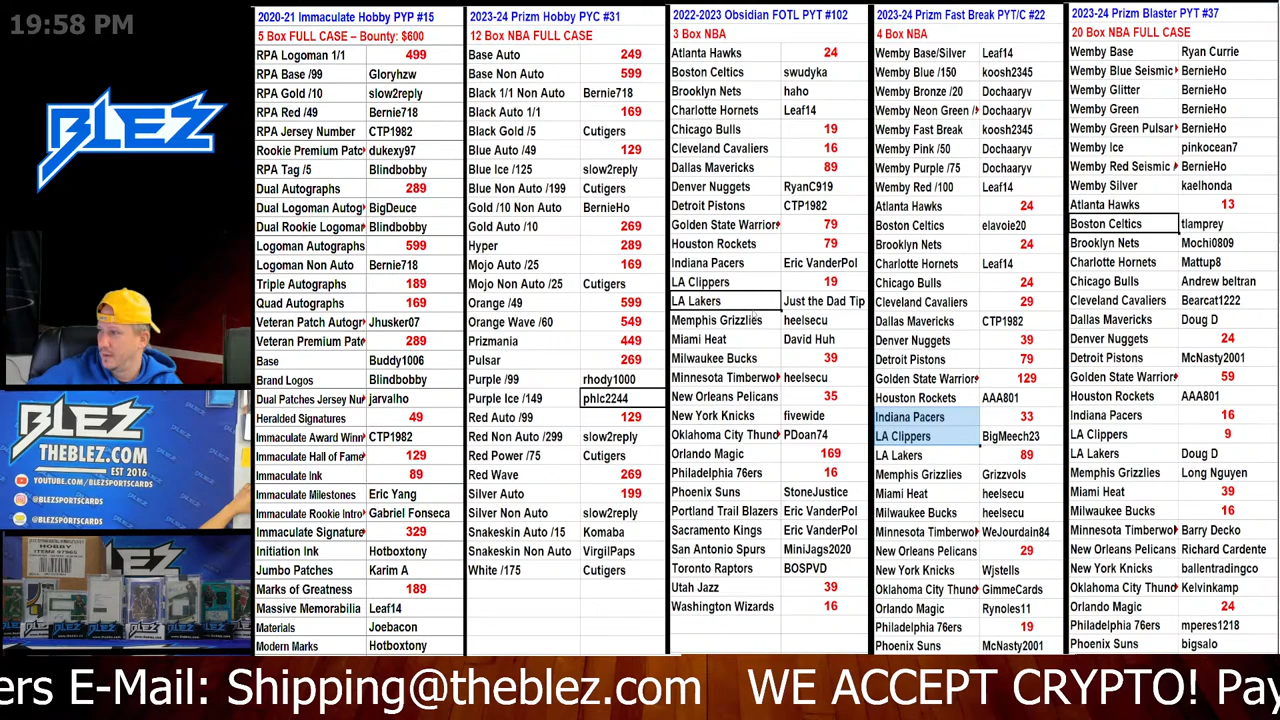 19:58 PM
BLEZ
BLEZ
THEBLEZ.COM
EST 2016
YOUTUBE.COM/BLEZSPORTSCARDS
@BLEZSPORTSCARDS
@BLEZSPORTSCARDS
HOBBY
2020-21 Immaculate Hobby PYP #15
5 Box FULL CASE – Bounty: $600
RPA Logoman 1/1 499
RPA Base /99 Gloryhzw
RPA Gold /10 slow2reply
RPA Red /49 Bernie718
RPA Jersey Number CTP1982
Rookie Premium Patc dukexy97
RPA Tag /5 Blindbobby
Dual Autographs 289
Dual Logoman Autog BigDeuce
Dual Rookie Logoma Blindbobby
Logoman Autographs 599
Logoman Non Auto Bernie718
Triple Autographs 189
Quad Autographs 169
Veteran Patch Autogr Jhusker07
Veteran Premium Pate 289
Base Buddy1006
Brand Logos Blindbobby
Dual Patches Jersey Nu jarvalho
Heralded Signatures 49
Immaculate Award Winn CTP1982
Immaculate Hall of Fame 129
Immaculate Ink 89
Immaculate Milestones Eric Yang
Immaculate Rookie Intro Gabriel Fonseca
Immaculate Signature 329
Initiation Ink Hotboxtony
Jumbo Patches Karim A
Marks of Greatness 189
Massive Memorabilia Leaf14
Materials Joebacon
Modern Marks Hotboxtony
2023-24 Prizm Hobby PYC #31
12 Box NBA FULL CASE
Base Auto 249
Base Non Auto 599
Black 1/1 Non Auto Bernie718
Black Auto 1/1 169
Black Gold /5 Cutigers
Blue Auto /49 129
Blue Ice /125 slow2reply
Blue Non Auto /199 Cutigers
Gold /10 Non Auto BernieHo
Gold Auto /10 269
Hyper 289
Mojo Auto /25 169
Mojo Non Auto /25 Cutigers
Orange /49 599
Orange Wave /60 549
Prizmania 449
Pulsar 269
Purple /99 rhody1000
Purple Ice /149 phlc2244
Red Auto /99 129
Red Non Auto /299 slow2reply
Red Power /75 Cutigers
Red Wave 269
Silver Auto 199
Silver Non Auto slow2reply
Snakeskin Auto /15 Komaba
Snakeskin Non Auto VirgilPaps
White /175 Cutigers
2022-2023 Obsidian FOTL PYT #102
3 Box NBA
Atlanta Hawks 24
Boston Celtics swudyka
Brooklyn Nets haho
Charlotte Hornets Leaf14
Chicago Bulls 19
Cleveland Cavaliers 16
Dallas Mavericks 89
Denver Nuggets RyanC919
Detroit Pistons CTP1982
Golden State Warrior 79
Houston Rockets 79
Indiana Pacers Eric VanderPol
LA Clippers 19
LA Lakers Just the Dad Tip
Memphis Grizzlies heelsecu
Miami Heat David Huh
Milwaukee Bucks 39
Minnesota Timberwo heelsecu
New Orleans Pelicans 35
New York Knicks fivewide
Oklahoma City Thund PDoan74
Orlando Magic 169
Philadelphia 76ers 16
Phoenix Suns StoneJustice
Portland Trail Blazers Eric VanderPol
Sacramento Kings Eric VanderPol
San Antonio Spurs MiniJags2020
Toronto Raptors BOSPVD
Utah Jazz 39
Washington Wizards 16
2023-24 Prizm Fast Break PYT/C #22
4 Box NBA
Wemby Base/Silver Leaf14
Wemby Blue /150 koosh2345
Wemby Bronze /20 Dochaaryv
Wemby Neon Green / Dochaaryv
Wemby Fast Break koosh2345
Wemby Pink /50 Dochaaryv
Wemby Purple /75 Dochaaryv
Wemby Red /100 Leaf14
Atlanta Hawks 24
Boston Celtics elavoie20
Brooklyn Nets 24
Charlotte Hornets Leaf14
Chicago Bulls 24
Cleveland Cavaliers 29
Dallas Mavericks CTP1982
Denver Nuggets 39
Detroit Pistons 79
Golden State Warrior 129
Houston Rockets AAA801
Indiana Pacers 33
LA Clippers BigMeech23
LA Lakers 89
Memphis Grizzlies Grizzvols
Miami Heat heelsecu
Milwaukee Bucks heelsecu
Minnesota Timberwo WeJourdain84
New Orleans Pelicans 29
New York Knicks Wjstells
Oklahoma City Thund GimmeCards
Orlando Magic Rynoles11
Philadelphia 76ers 19
Phoenix Suns McNasty2001
2023-24 Prizm Blaster PYT #37
20 Box NBA FULL CASE
Wemby Base Ryan Currie
Wemby Blue Seismic BernieHo
Wemby Glitter BernieHo
Wemby Green BernieHo
Wemby Green Pulsar BernieHo
Wemby Ice pinkocean7
Wemby Red Seismic BernieHo
Wemby Silver kaelhonda
Atlanta Hawks 13
Boston Celtics tlamprey
Brooklyn Nets Mochi0809
Charlotte Hornets Mattup8
Chicago Bulls Andrew beltran
Cleveland Cavaliers Bearcat1222
Dallas Mavericks Doug D
Denver Nuggets 24
Detroit Pistons McNasty2001
Golden State Warrior 59
Houston Rockets AAA801
Indiana Pacers 16
LA Clippers 9
LA Lakers Doug D
Memphis Grizzlies Long Nguyen
Miami Heat 39
Milwaukee Bucks 16
Minnesota Timberwo Barry Decko
New Orleans Pelicans Richard Cardente
New York Knicks ballentradingco
Oklahoma City Thund Kelvinkamp
Orlando Magic 24
Philadelphia 76ers mperes1218
Phoenix Suns bigsalo
ers E-Mail: Shipping@theblez.com WE ACCEPT CRYPTO! Pay